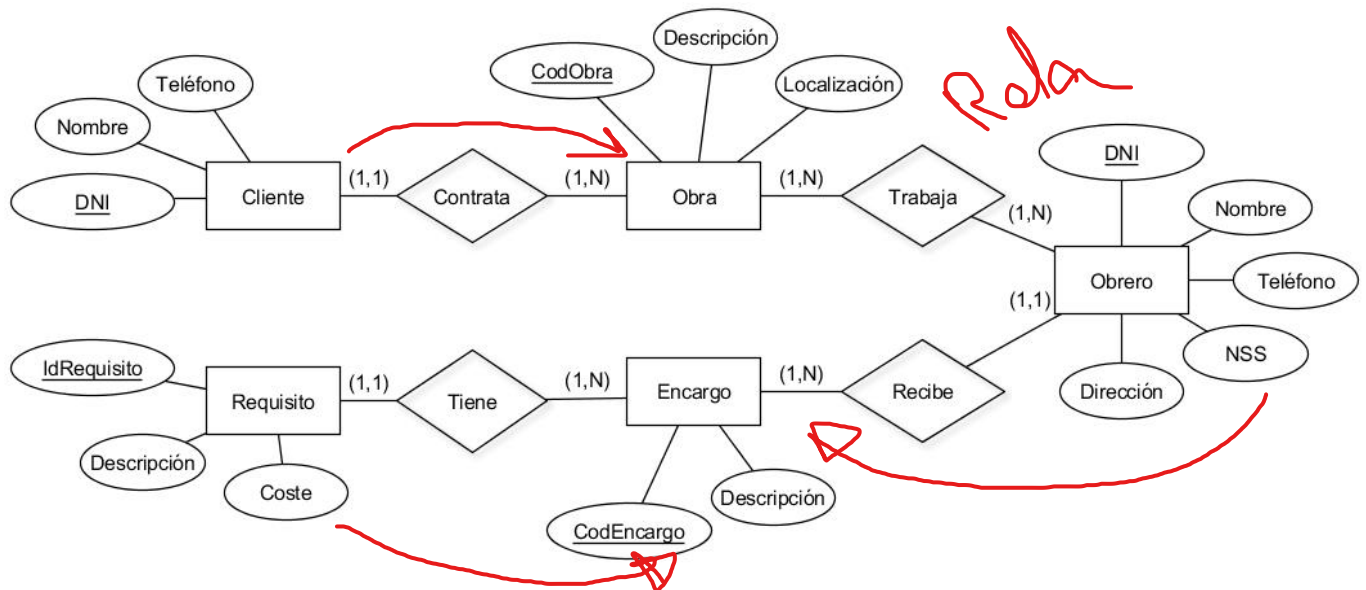 Descripción
CodObra
Teléfono
Localización
Nombre
DNI
Cliente
(1,1)
Contrata
(1,N)
Obra
(1,N)
Trabaja
(1,N)
DNI
Nombre
Obrero
Teléfono
(1,1)
NSS
Dirección
IdRequisito
Requisito
(1,1)
Tiene
(1,N)
Encargo
(1,N)
Recibe
Descripción
Coste
Descripción
CodEncargo